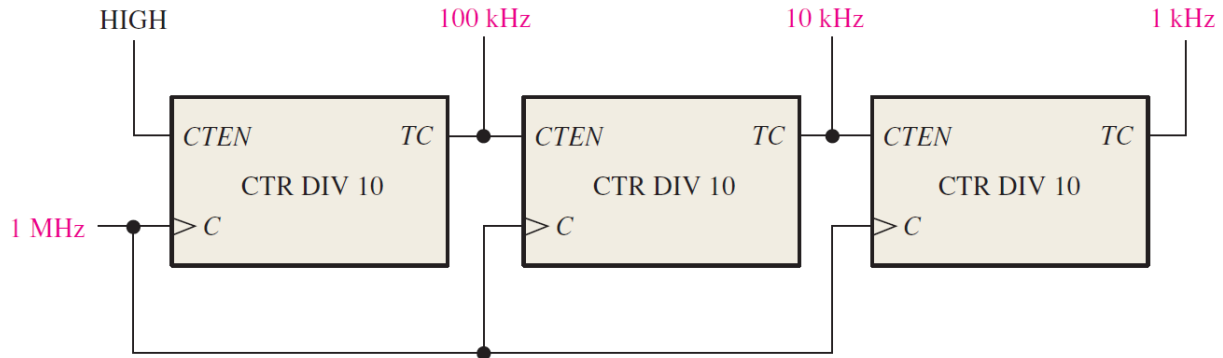 HIGH
100 kHz
10 kHz
1 kHz
CTEN TC
CTEN TC
CTEN TC
CTR DIV 10
CTR DIV 10
CTR DIV 10
1 MHz
C
C
C